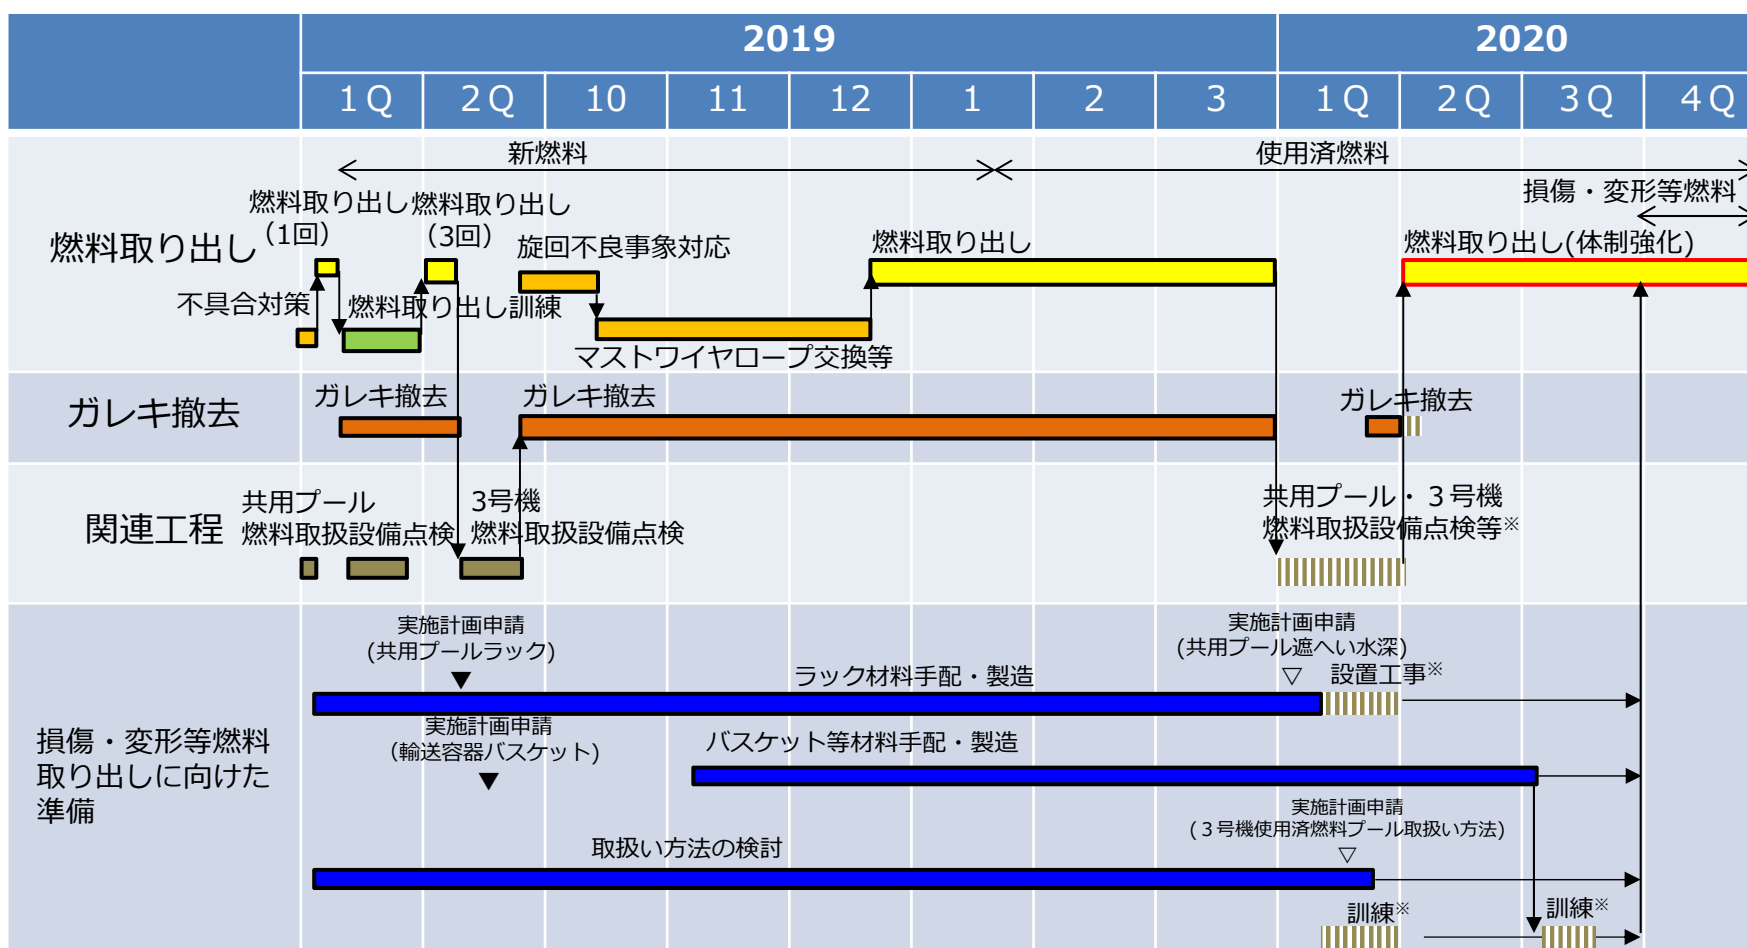 2019
2020
1Q
2Q
10
11
12
1
2
3
1Q
2Q
3Q
4Q
新燃料
使用済燃料
損傷・変形等燃料
燃料取り出し
燃料取り出し
(1回)
燃料取り出し
(3回)
旋回不良事象対応
燃料取り出し
燃料取り出し(体制強化)
不具合対策
燃料取り出し訓練
マストワイヤロープ交換等
ガレキ撤去
ガレキ撤去
ガレキ撤去
ガレキ撤去
関連工程
共用プール
燃料取扱設備点検
3号機
燃料取扱設備点検
共用プール・３号機
燃料取扱設備点検等※
損傷・変形等燃料
取り出しに向けた
準備
実施計画申請
(共用プールラック)
▼
実施計画申請
(共用プール遮へい水深)
▽
ラック材料手配・製造
設置工事※
実施計画申請
(輸送容器バスケット)
▼
バスケット等材料手配・製造
実施計画申請
(３号機使用済燃料プール取扱い方法)
▽
取扱い方法の検討
訓練※
訓練※